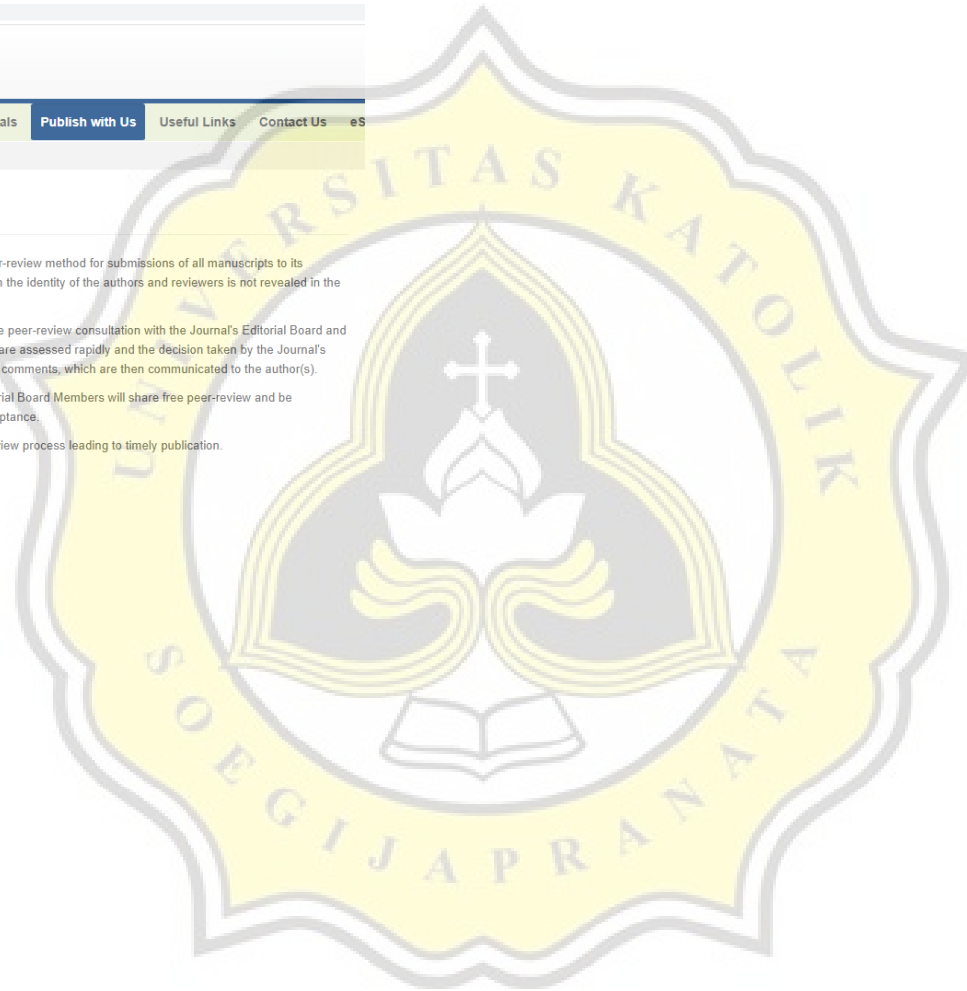 als Publish with Us Useful Links Contact Us eS
r-review method for submissions of all manuscripts to its
n the identity of the authors and reviewers is not revealed in the
e peer-review consultation with the Journal's Editorial Board and
are assessed rapidly and the decision taken by the Journal's
comments, which are then communicated to the author(s).
rial Board Members will share free peer-review and be
ptance.
iew process leading to timely publication.
UNIVERSITAS KATOLIK
SOEGIJAPRANATA